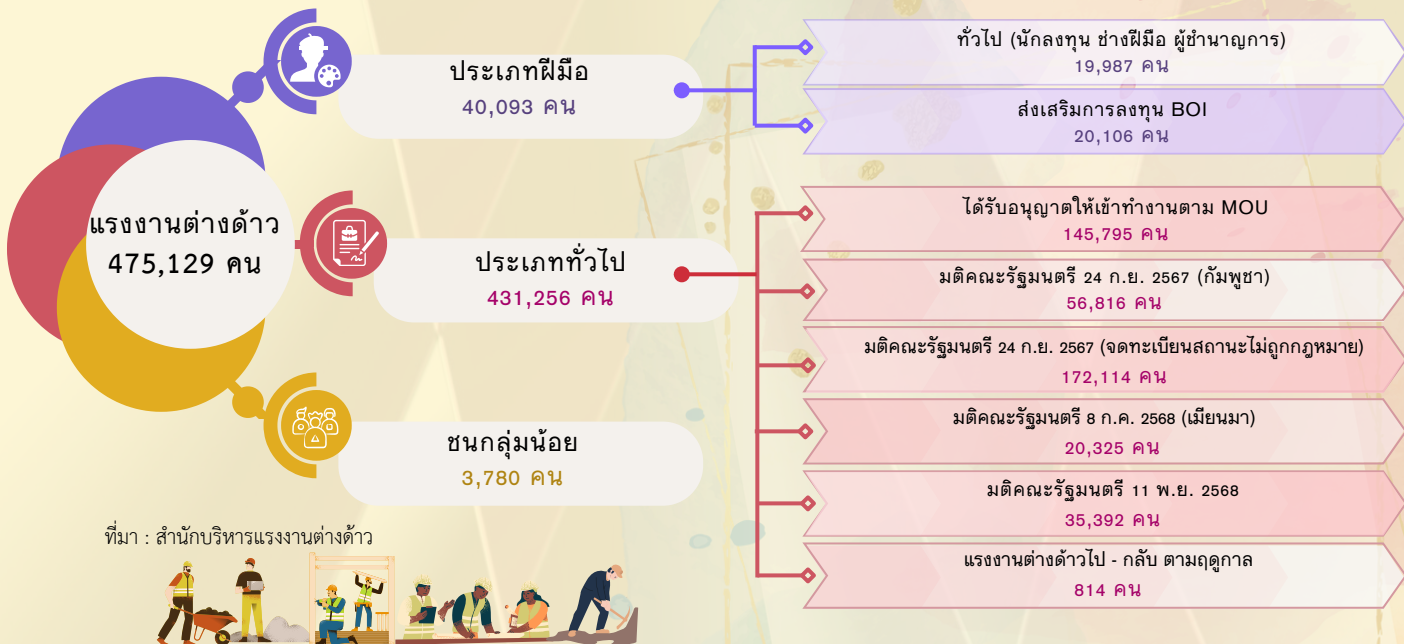 แรงงานต่างด้าว
475,129 คน
ประเภทฝีมือ
40,093 คน
ทั่วไป (นักลงทุน ช่างฝีมือ ผู้ชำนาญการ)
19,987 คน
ส่งเสริมการลงทุน BOI
20,106 คน
ประเภททั่วไป
431,256 คน
ได้รับอนุญาตให้เข้าทำงานตาม MOU
145,795 คน
มติคณะรัฐมนตรี 24 ก.ย. 2567 (กัมพูชา)
56,816 คน
มติคณะรัฐมนตรี 24 ก.ย. 2567 (จดทะเบียนสถานะไม่ถูกกฎหมาย)
172,114 คน
มติคณะรัฐมนตรี 8 ก.ค. 2568 (เมียนมา)
20,325 คน
มติคณะรัฐมนตรี 11 พ.ย. 2568
35,392 คน
แรงงานต่างด้าวไป - กลับ ตามฤดูกาล
814 คน
ชนกลุ่มน้อย
3,780 คน
ที่มา : สำนักบริหารแรงงานต่างด้าว